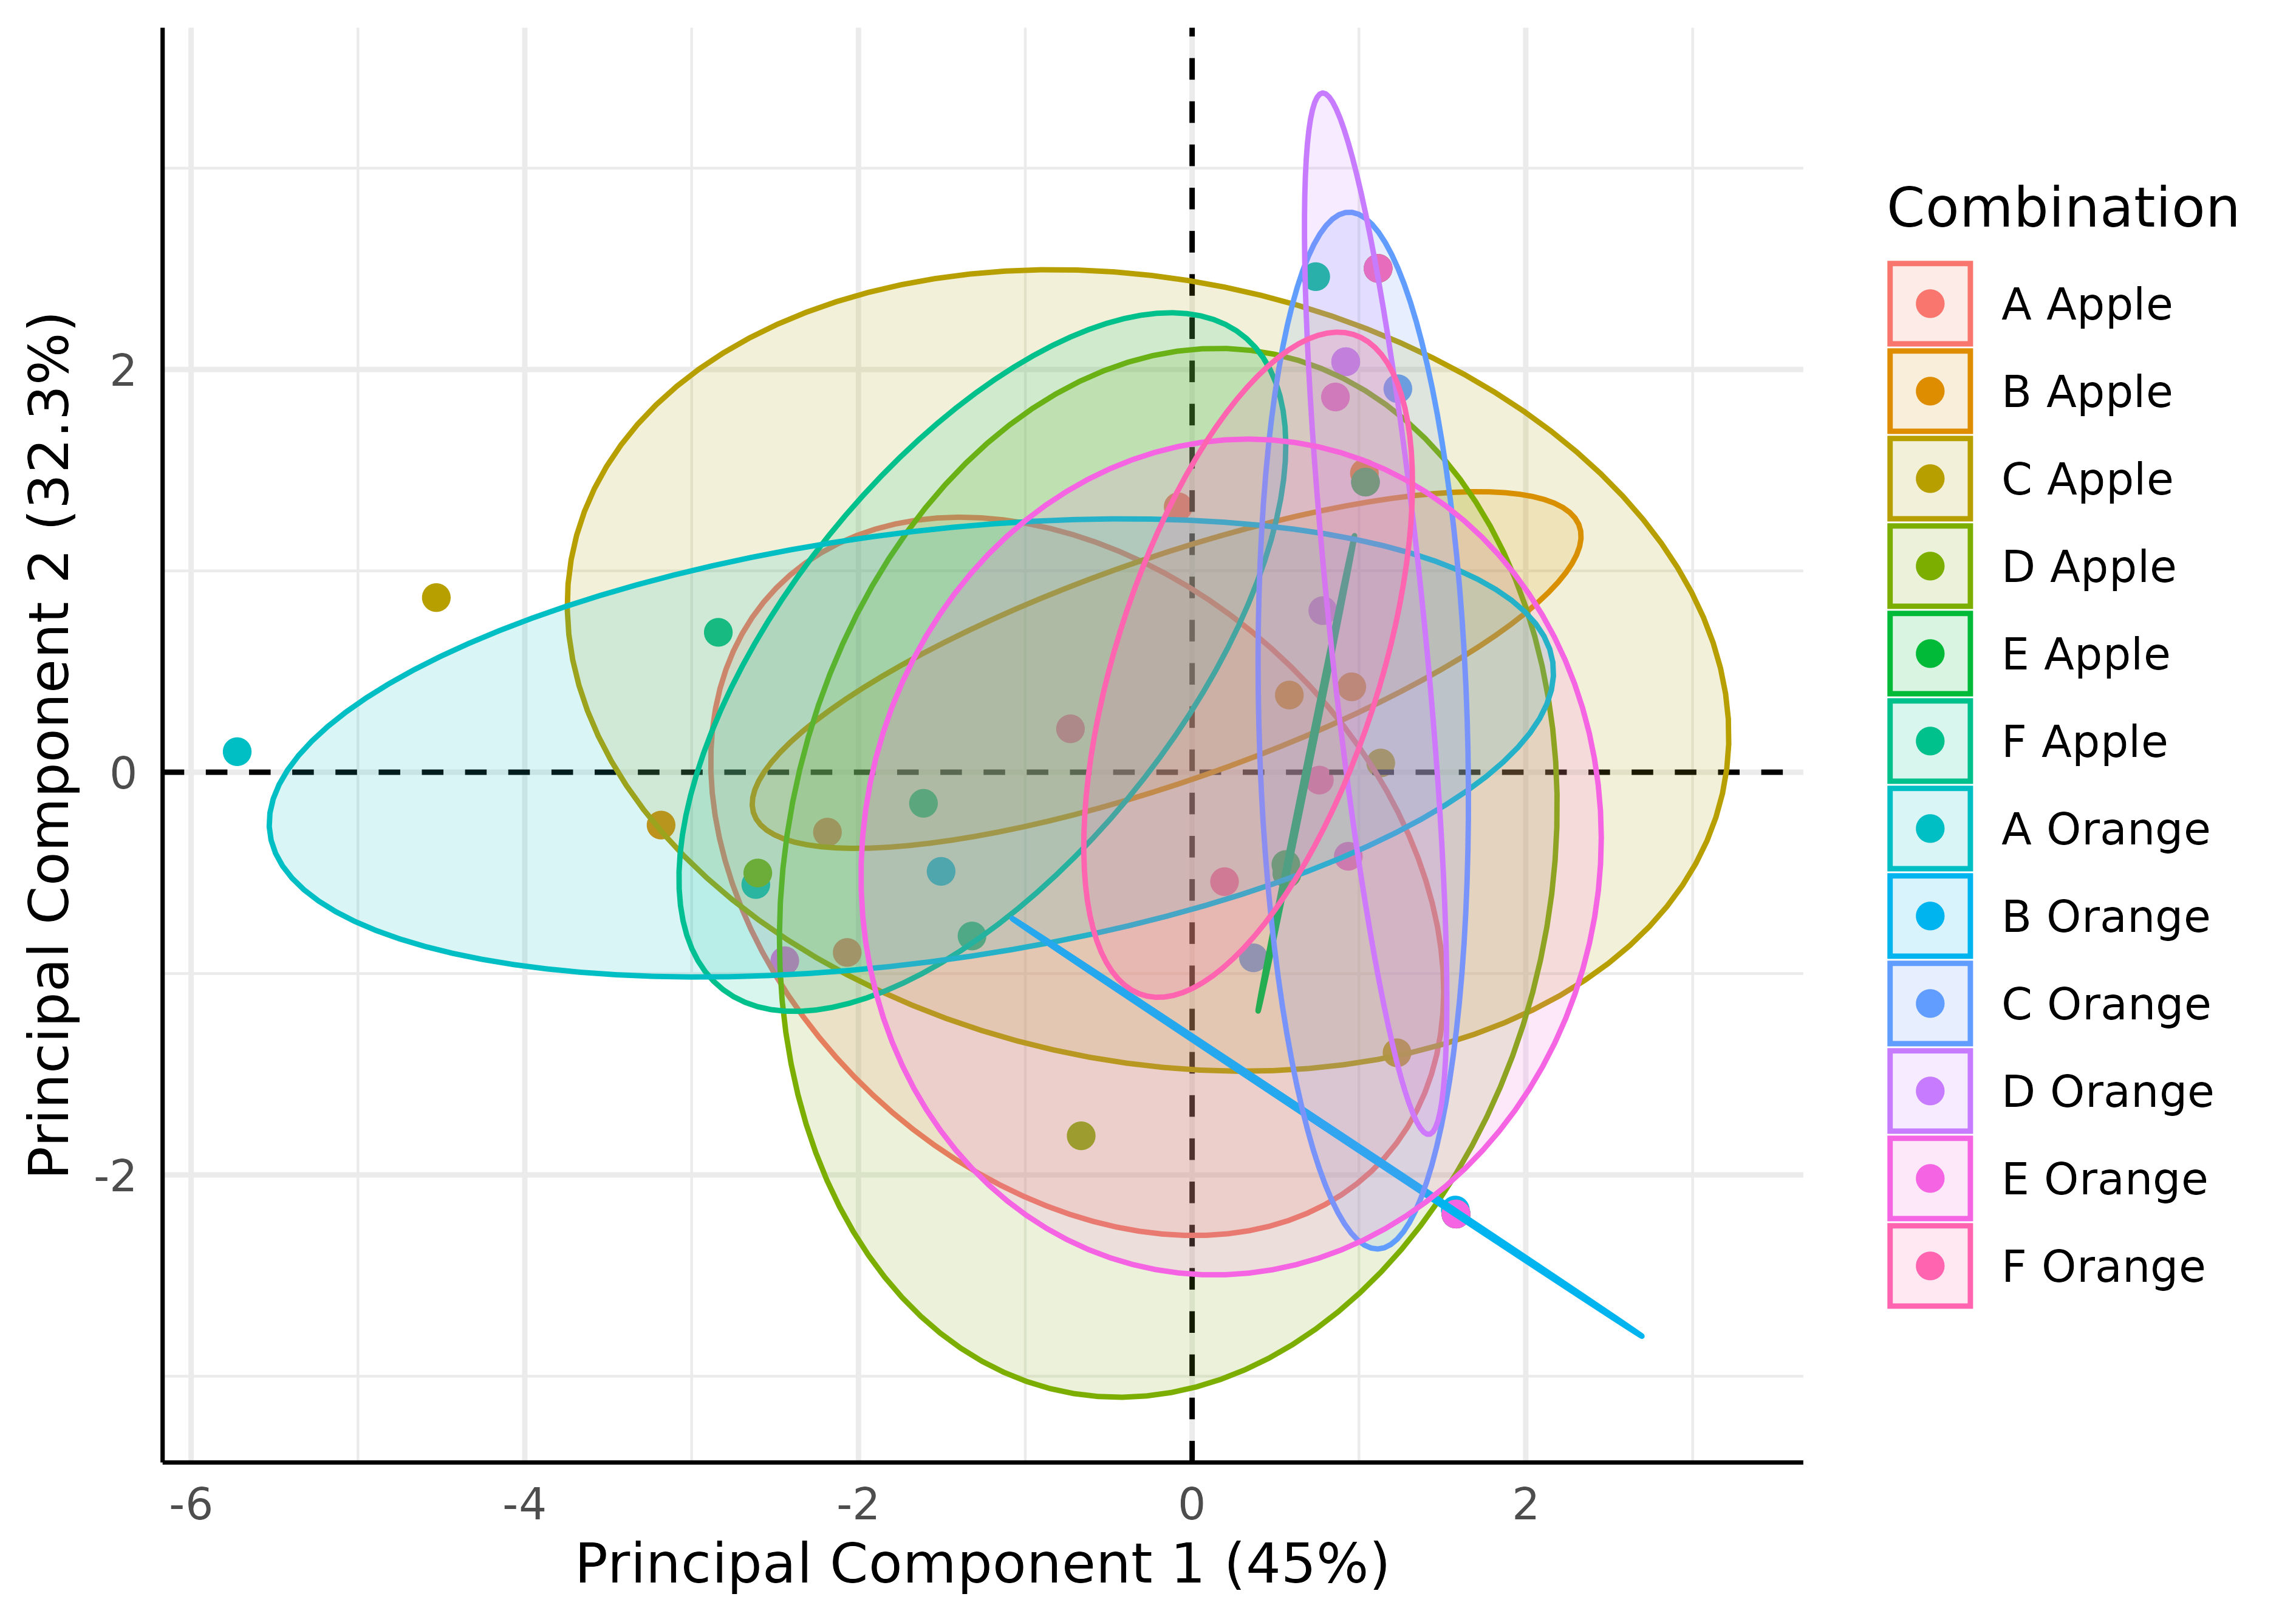 Principal Component 2 (32.3%)
2
0
-2
-6 -4 -2 0 2
Principal Component 1 (45%)
Combination
A Apple
B Apple
C Apple
D Apple
E Apple
F Apple
A Orange
B Orange
C Orange
D Orange
E Orange
F Orange